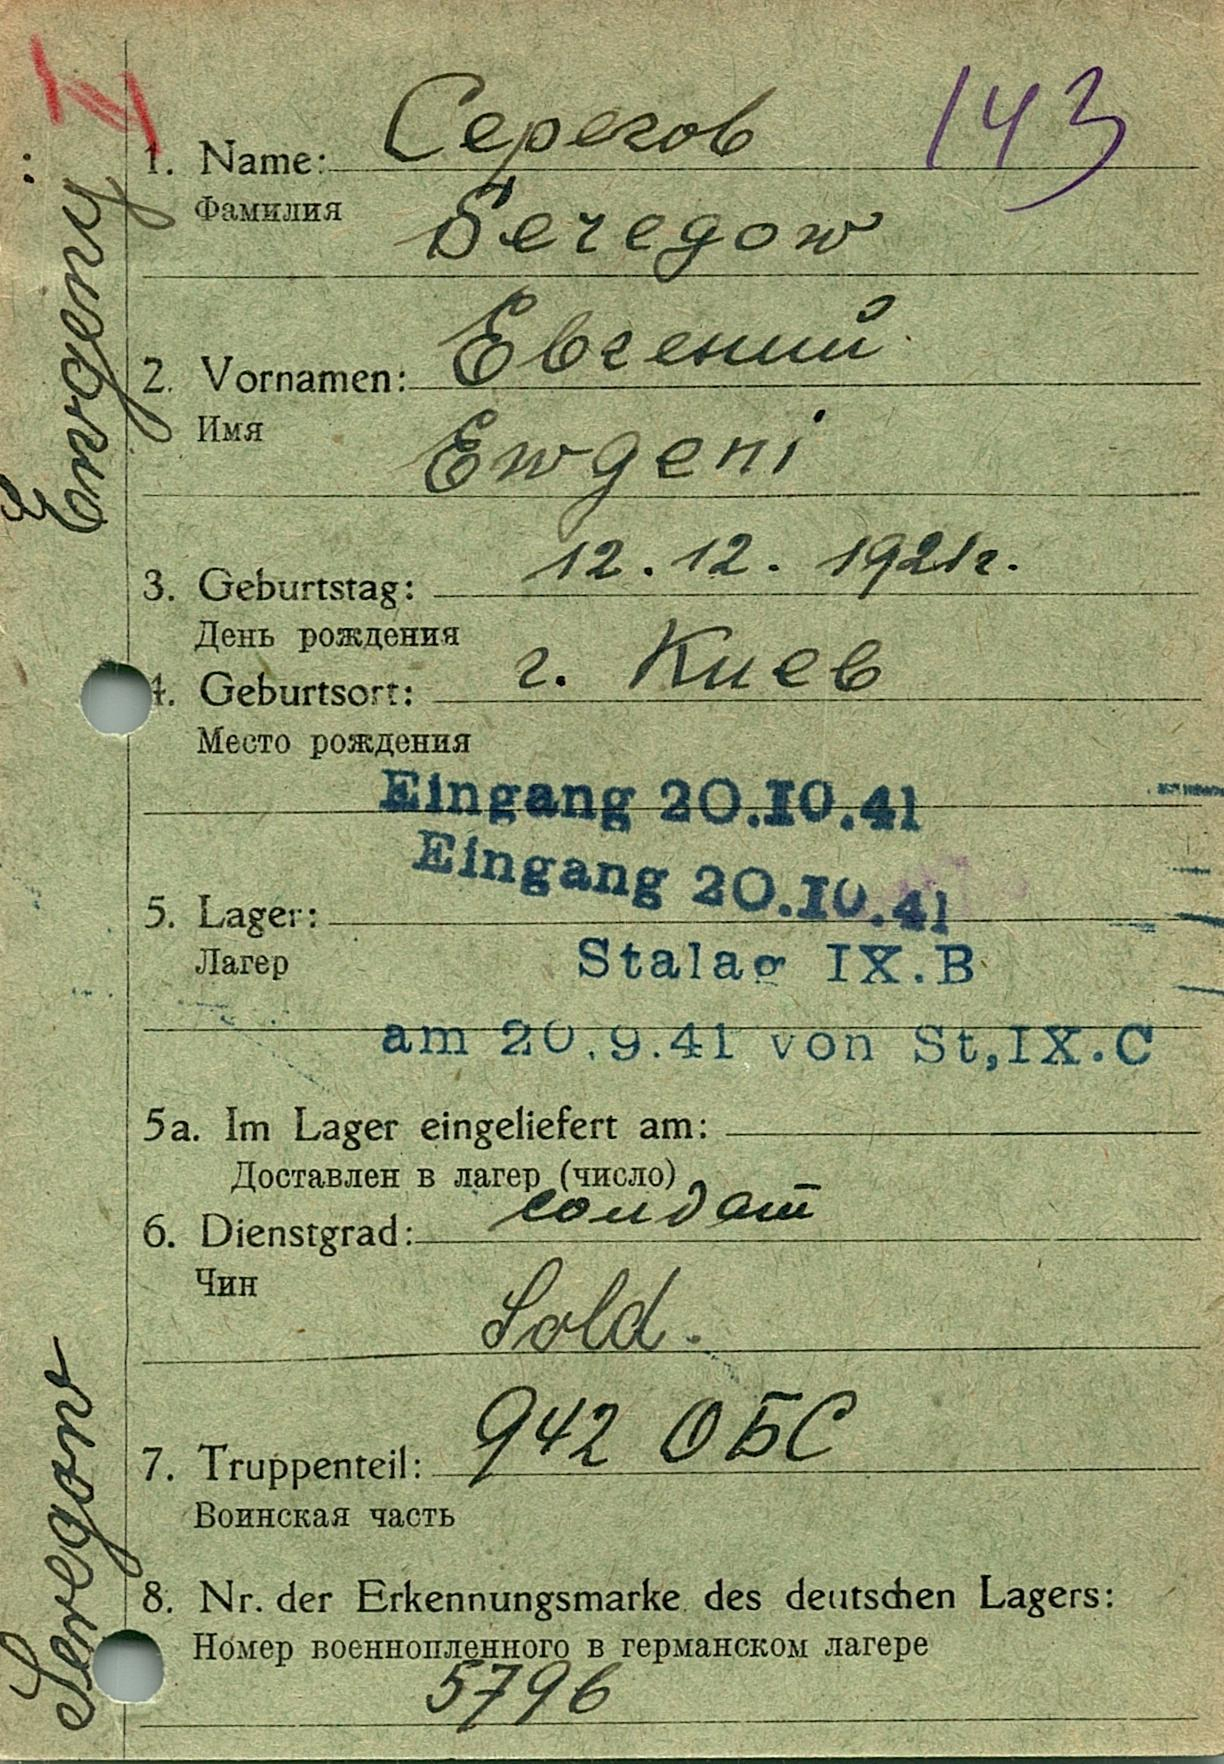 143
1. Name: Серегов
Фамилия
Seregow
2. Vornamen: Евгений
Имя
Ewgeni
3. Geburtstag: 12.12.1921г.
День рождения
4. Geburtsort: г. Киев
Место рождения
Eingang 20.10.41
Eingang 20.10.41
5. Lager:
Лагер
Stalag IX.B
am 20.9.41 von St,IX.C
5a. Im Lager eingeliefert am:
Доставлен в лагер (число)
6. Dienstgrad: солдат
Чин
Sold.
7. Truppenteil: 942 ОБС
Воинская часть
8. Nr. der Erkennungsmarke des deutschen Lagers:
Номер военнопленного в германском лагере
5796
Seregow
Ewgeny